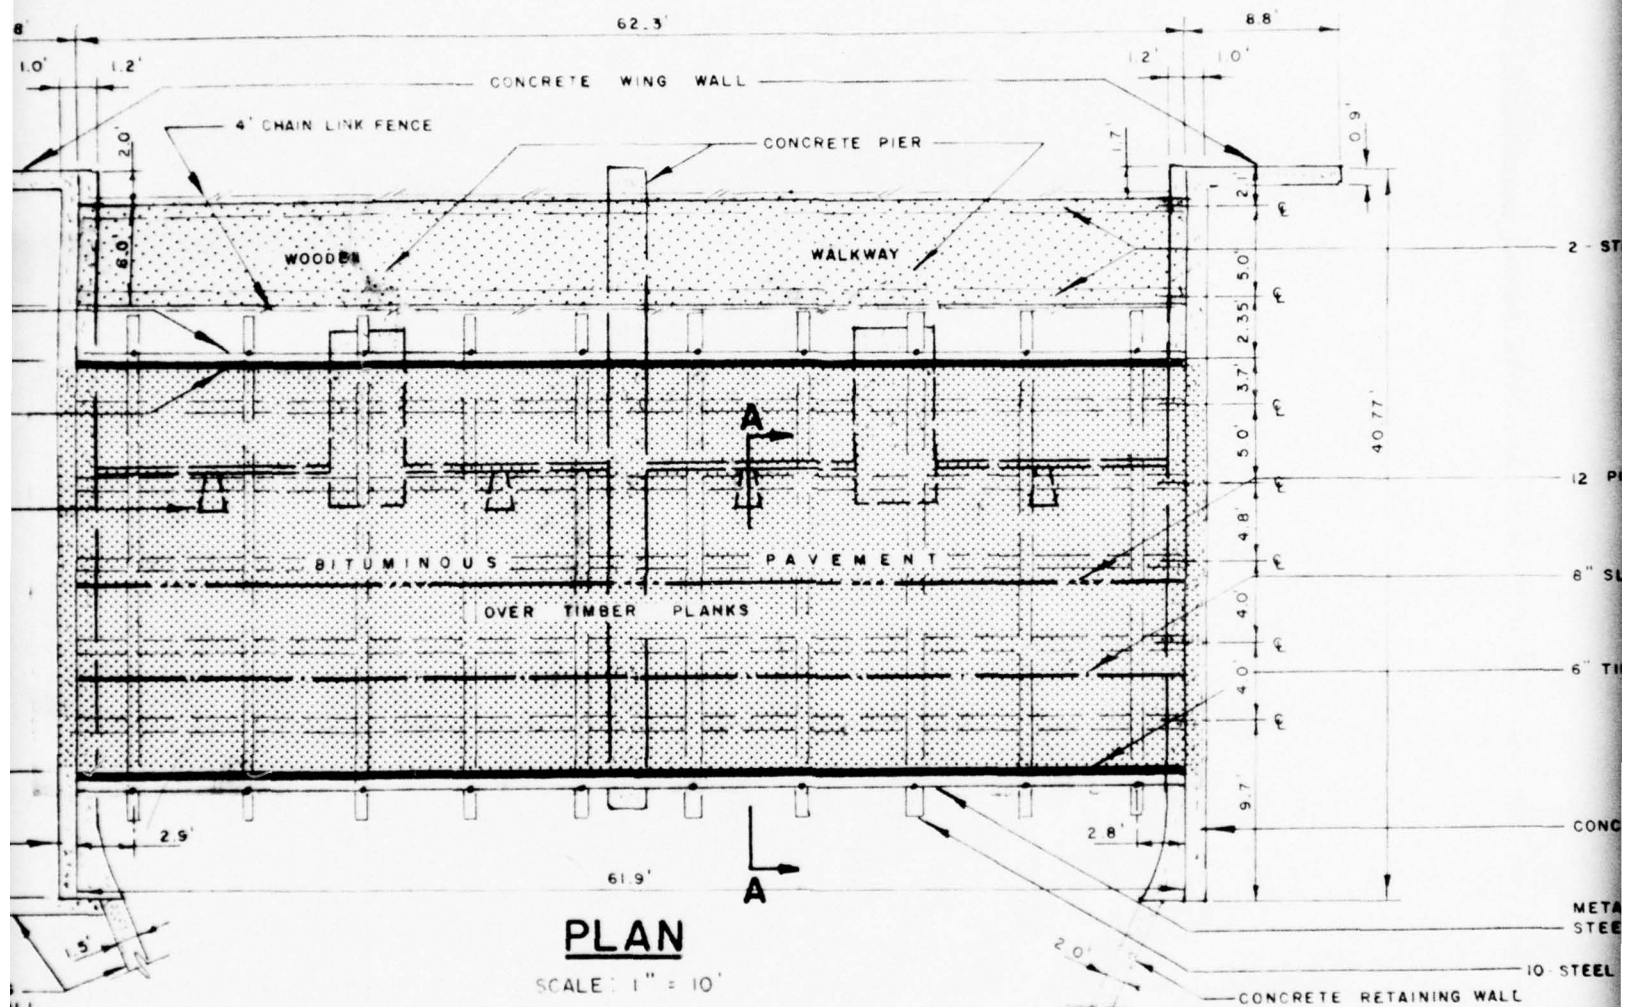 8'
62.3'
8.8'
1.0'
1.2'
1.2'
1.0'
CONCRETE WING WALL
4' CHAIN LINK FENCE
CONCRETE PIER
2.0'
1.7'
0.9'
2.1'
℄
WOODEN WALKWAY
8.0'
2 - ST
5.0'
℄
2.35'
℄
5.0'
40.77'
℄
12
4.8'
BITUMINOUS PAVEMENT
℄
8" SL
OVER TIMBER PLANKS
4.0
℄
6" TI
4.0
℄
9.7'
2.9'
2.8'
CONC
61.9'
A
A
META
STEE
PLAN
1.5'
2.0'
10 - STEEL
SCALE: 1" = 10'
CONCRETE RETAINING WALL